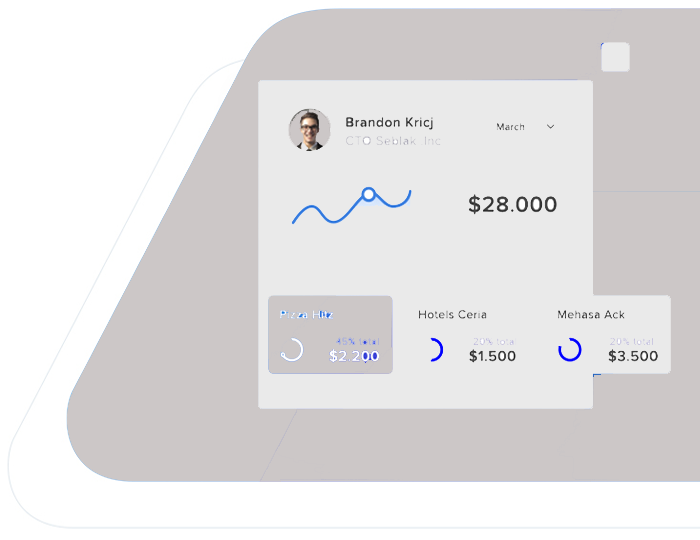 Brandon Kricj
CTO Seblak Inc
March
$28.000
Pizza
45% total
$2.200
Hotels Ceria
20% total
$1.500
Mehasa Ack
20% total
$3.500